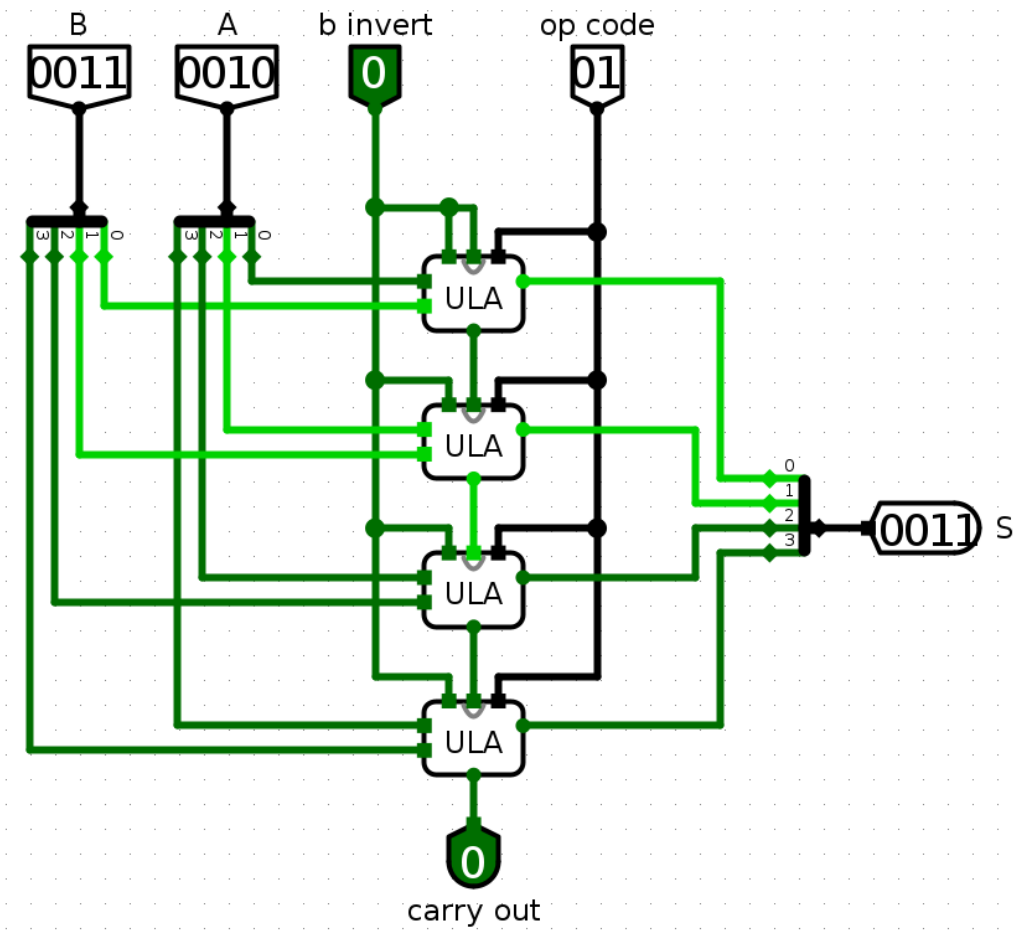 B A b invert op code
0011 0010 0 01
3 2 1 0 3 2 1 0
ULA
ULA
0
1
2
3
0011 S
ULA
ULA
0
carry out